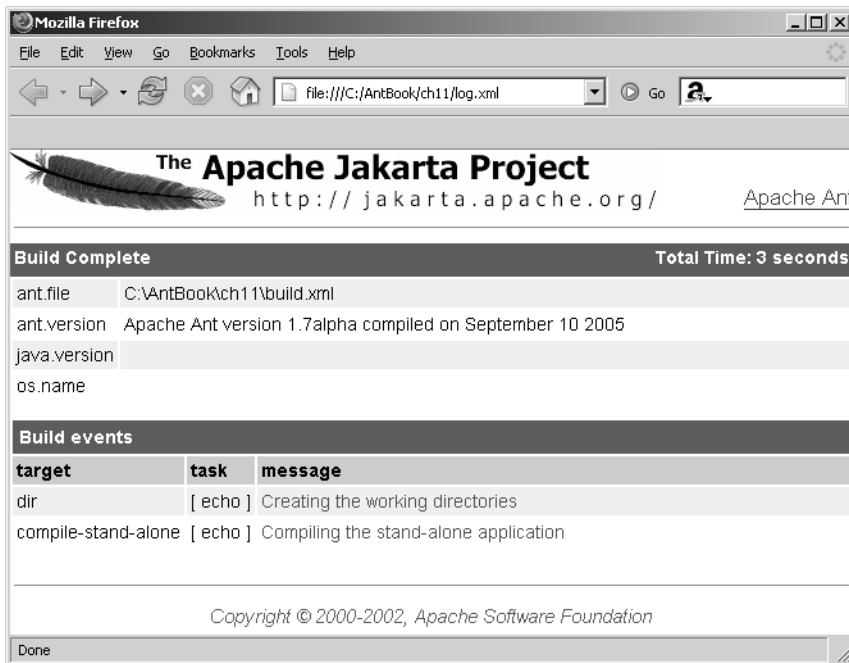 Mozilla Firefox
File Edit View Go Bookmarks Tools Help
file:///C:/AntBook/ch11/log.xml Go a
The Apache Jakarta Project
http://jakarta.apache.org/
Apache Ant
Build Complete Total Time: 3 seconds
ant.file C:\AntBook\ch11\build.xml
ant.version Apache Ant version 1.7alpha compiled on September 10 2005
java.version
os.name
Build events
target task message
dir [ echo ] Creating the working directories
compile-stand-alone [ echo ] Compiling the stand-alone application
Copyright © 2000-2002, Apache Software Foundation
Done